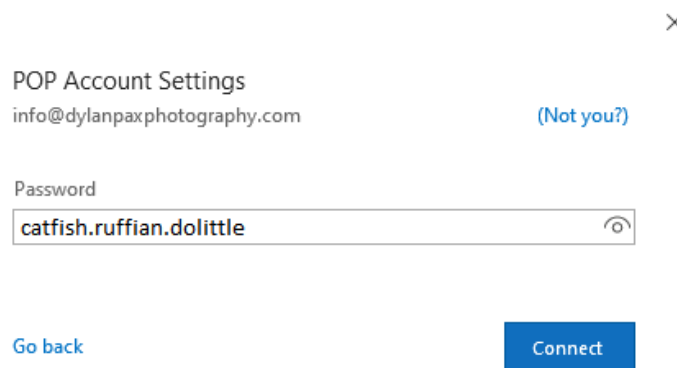 POP Account Settings
info@dylanpaxphotography.com
(Not you?)
Password
catfish.ruffian.dolittle
Go back
Connect